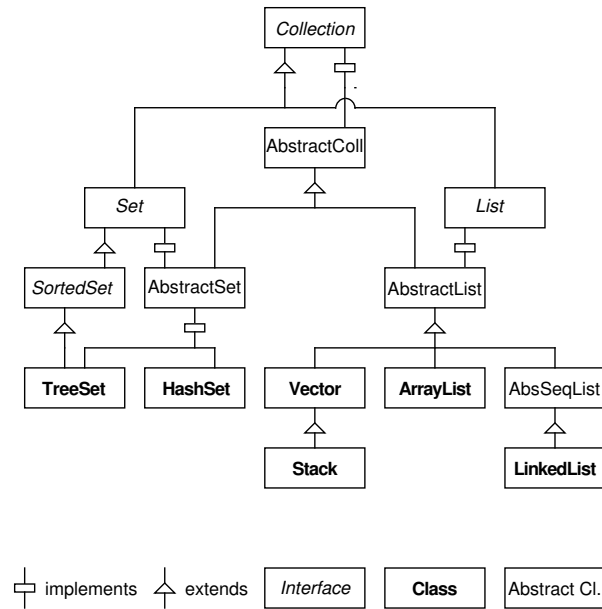 Collection
AbstractColl
Set
List
SortedSet
AbstractSet
AbstractList
TreeSet
HashSet
Vector
ArrayList
AbsSeqList
Stack
LinkedList
implements
extends
Interface
Class
Abstract Cl.